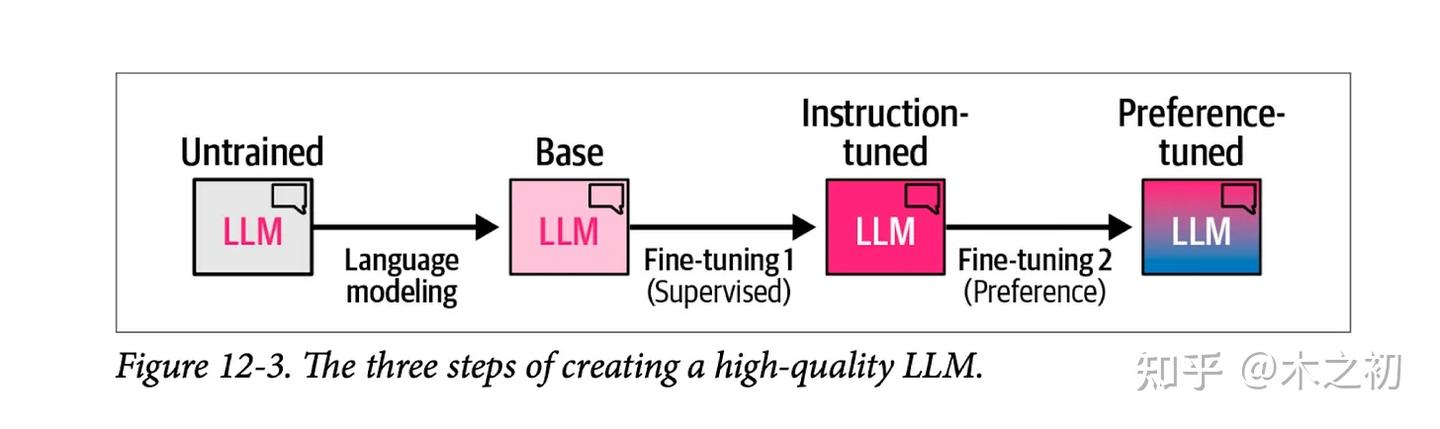 Untrained
Base
Instruction-
tuned
Preference-
tuned
LLM
LLM
LLM
LLM
Language
modeling
Fine-tuning 1
(Supervised)
Fine-tuning 2
(Preference)
Figure 12-3. The three steps of creating a high-quality LLM.
知乎 @木之初